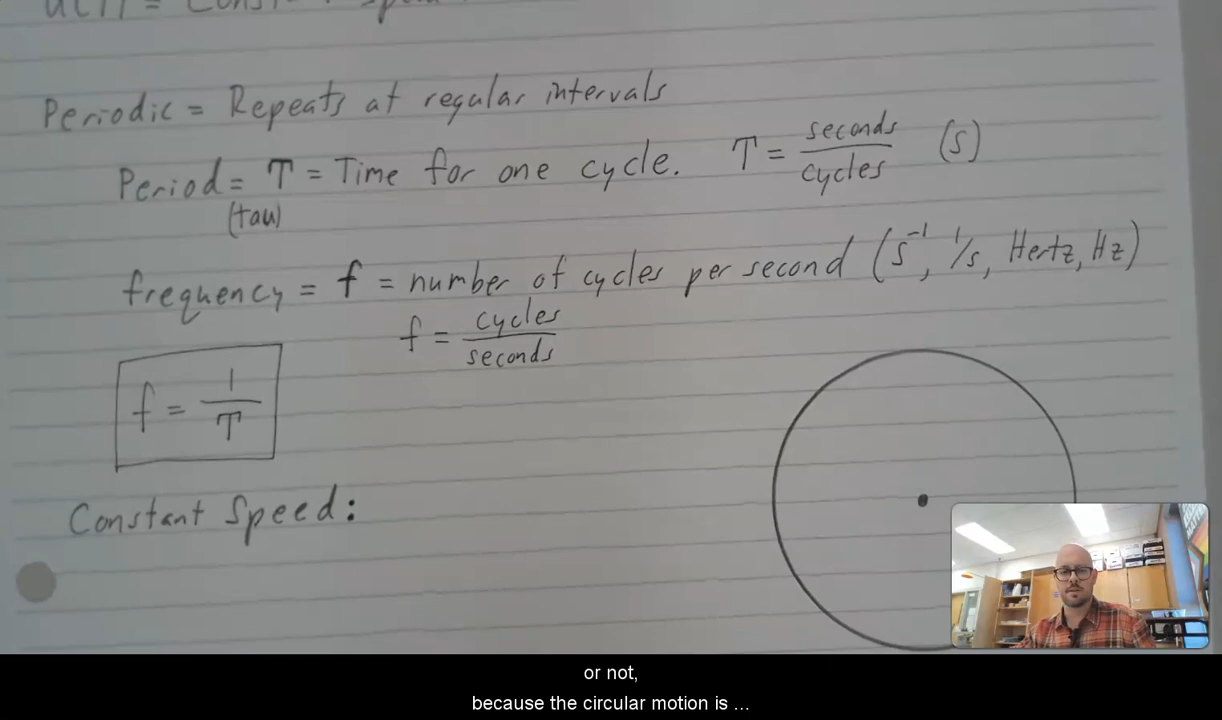 Periodic = Repeats at regular intervals
Period = T = Time for one cycle. T = seconds/cycles (s)
(tau)
frequency = f = number of cycles per second (s⁻¹, 1/s, Hertz, Hz)
f = cycles/seconds
f = 1/T
Constant Speed:
or not,
because the circular motion is ...